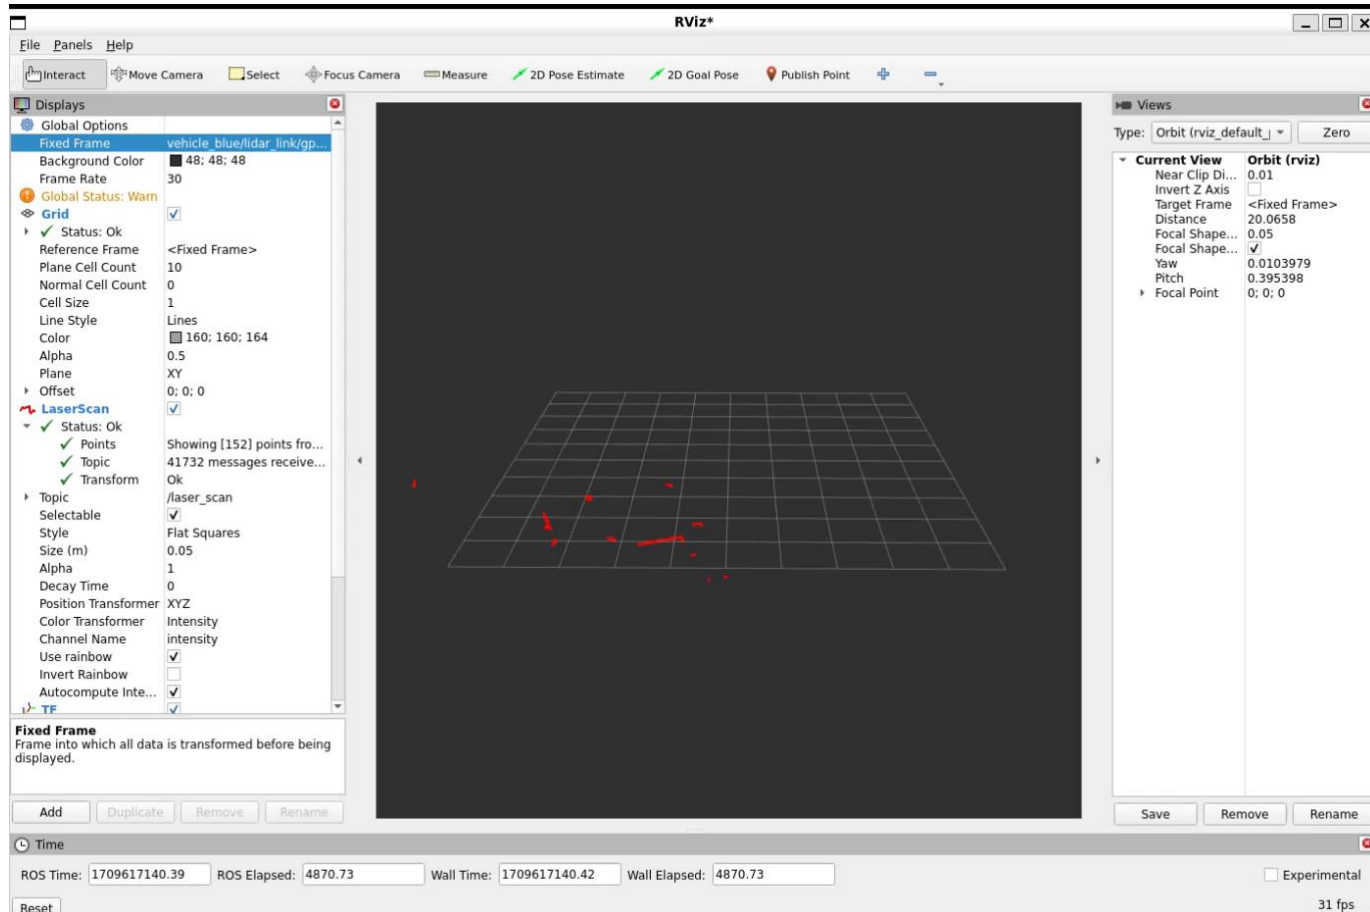 RViz*
File Panels Help
Interact Move Camera Select Focus Camera Measure 2D Pose Estimate 2D Goal Pose Publish Point
Displays
Global Options
Fixed Frame vehicle_blue/lidar_link/gp...
Background Color 48; 48; 48
Frame Rate 30
Global Status: Warn
Grid
Status: Ok
Reference Frame <Fixed Frame>
Plane Cell Count 10
Normal Cell Count 0
Cell Size 1
Line Style Lines
Color 160; 160; 164
Alpha 0.5
Plane XY
Offset 0; 0; 0
LaserScan
Status: Ok
Points Showing [152] points fro...
Topic 41732 messages receive...
Transform Ok
Topic /laser_scan
Selectable
Style Flat Squares
Size (m) 0.05
Alpha 1
Decay Time 0
Position Transformer XYZ
Color Transformer Intensity
Channel Name intensity
Use rainbow
Invert Rainbow
Autocompute Inte...
TF
Fixed Frame
Frame into which all data is transformed before being
displayed.
Add Duplicate Remove Rename
Views
Type: Orbit (rviz_default_ Zero
Current View Orbit (rviz)
Near Clip Di... 0.01
Invert Z Axis
Target Frame <Fixed Frame>
Distance 20.0658
Focal Shape... 0.05
Focal Shape...
Yaw 0.0103979
Pitch 0.395398
Focal Point 0; 0; 0
Save Remove Rename
Time
ROS Time: 1709617140.39 ROS Elapsed: 4870.73 Wall Time: 1709617140.42 Wall Elapsed: 4870.73 Experimental
Reset 31 fps